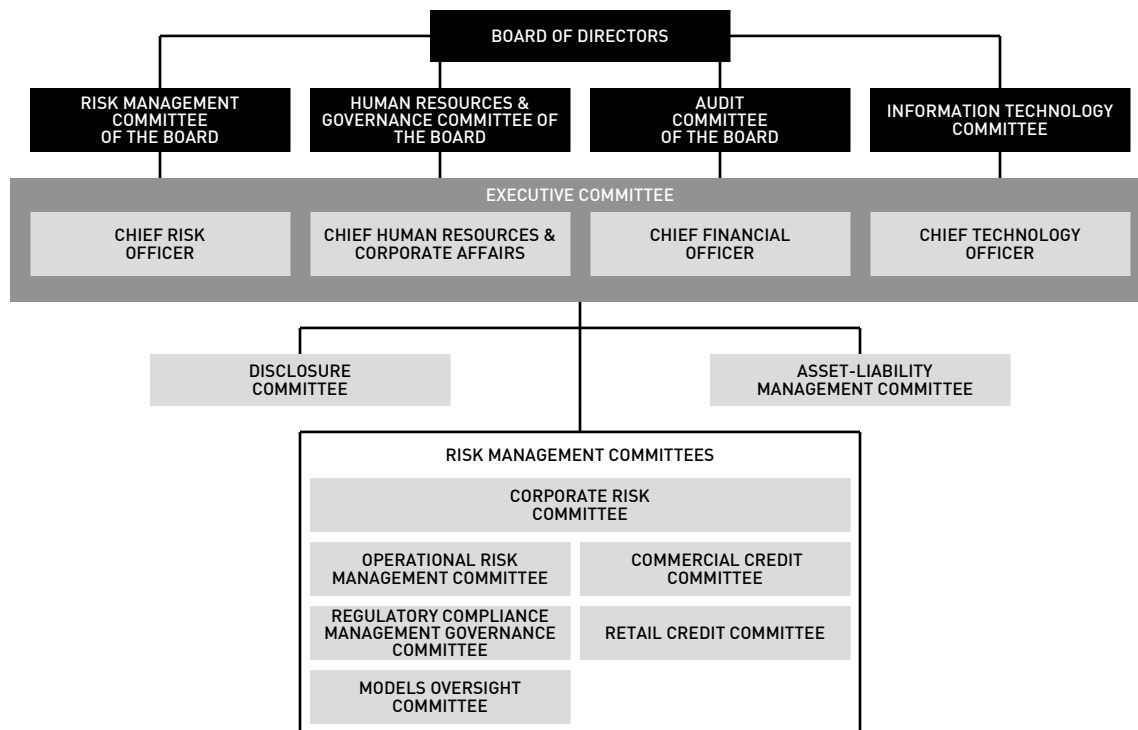 BOARD OF DIRECTORS
RISK MANAGEMENT
COMMITTEE
OF THE BOARD
HUMAN RESOURCES &
GOVERNANCE COMMITTEE OF
THE BOARD
AUDIT
COMMITTEE
OF THE BOARD
INFORMATION TECHNOLOGY
COMMITTEE
EXECUTIVE COMMITTEE
CHIEF RISK
OFFICER
CHIEF HUMAN RESOURCES &
CORPORATE AFFAIRS
CHIEF FINANCIAL
OFFICER
CHIEF TECHNOLOGY
OFFICER
DISCLOSURE
COMMITTEE
ASSET-LIABILITY
MANAGEMENT COMMITTEE
RISK MANAGEMENT COMMITTEES
CORPORATE RISK
COMMITTEE
OPERATIONAL RISK
MANAGEMENT COMMITTEE
COMMERCIAL CREDIT
COMMITTEE
REGULATORY COMPLIANCE
MANAGEMENT GOVERNANCE
COMMITTEE
RETAIL CREDIT COMMITTEE
MODELS OVERSIGHT
COMMITTEE